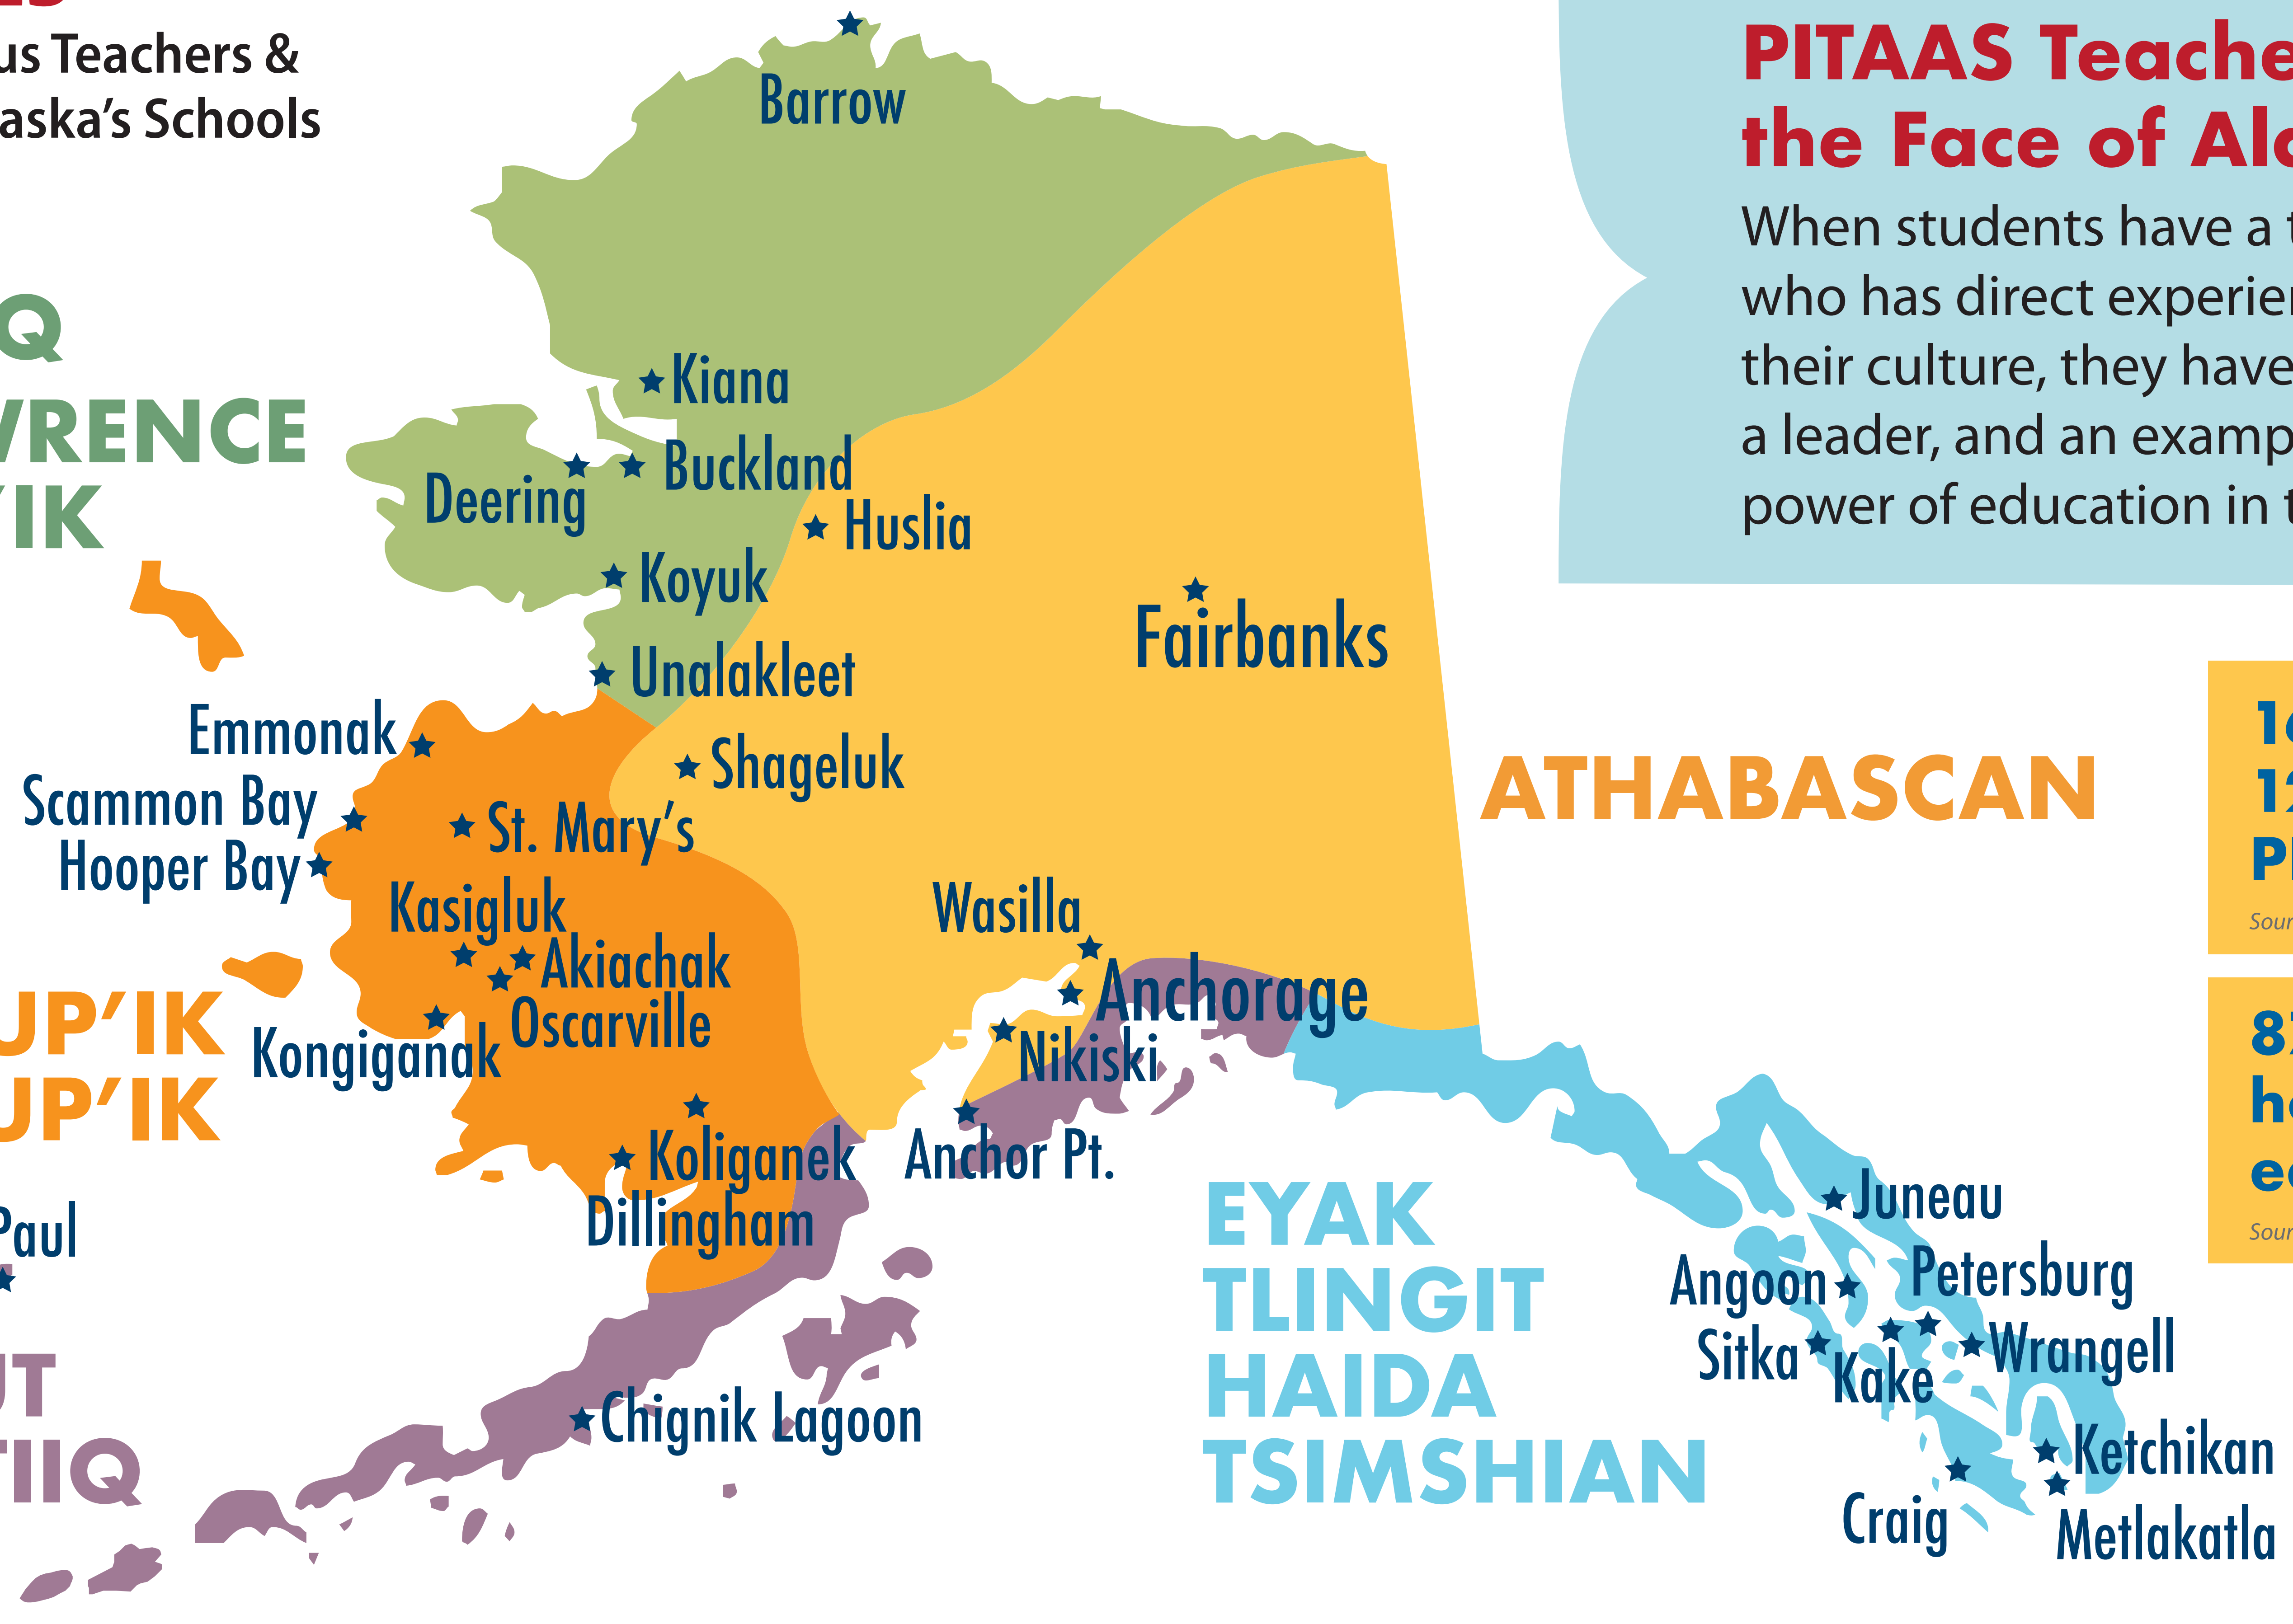 us Teachers &
aska's Schools
Q
WRENCE
'IK
UP'IK
UP'IK
Paul
UT
TIIQ
Barrow
Kiana
Buckland
Deering
Huslia
Koyuk
Fairbanks
Unalakleet
Emmonak
Shageluk
Scammon Bay
St. Mary's
Hooper Bay
Kasigluk
Wasilla
Akiachak
Anchorage
Oscarville
Kongiganak
Nikiski
Koliganek
Anchor Pt.
Dillingham
Chignik Lagoon
ATHABASCAN
EYAK
TLINGIT
HAIDA
TSIMSHIAN
Juneau
Angoon
Petersburg
Sitka
Kake
Wrangell
Ketchikan
Craig
Metlakatla
PITAAS Teache
the Face of Ala
When students have a t
who has direct experien
their culture, they have
a leader, and an examp
power of education in t
Sour
Sour